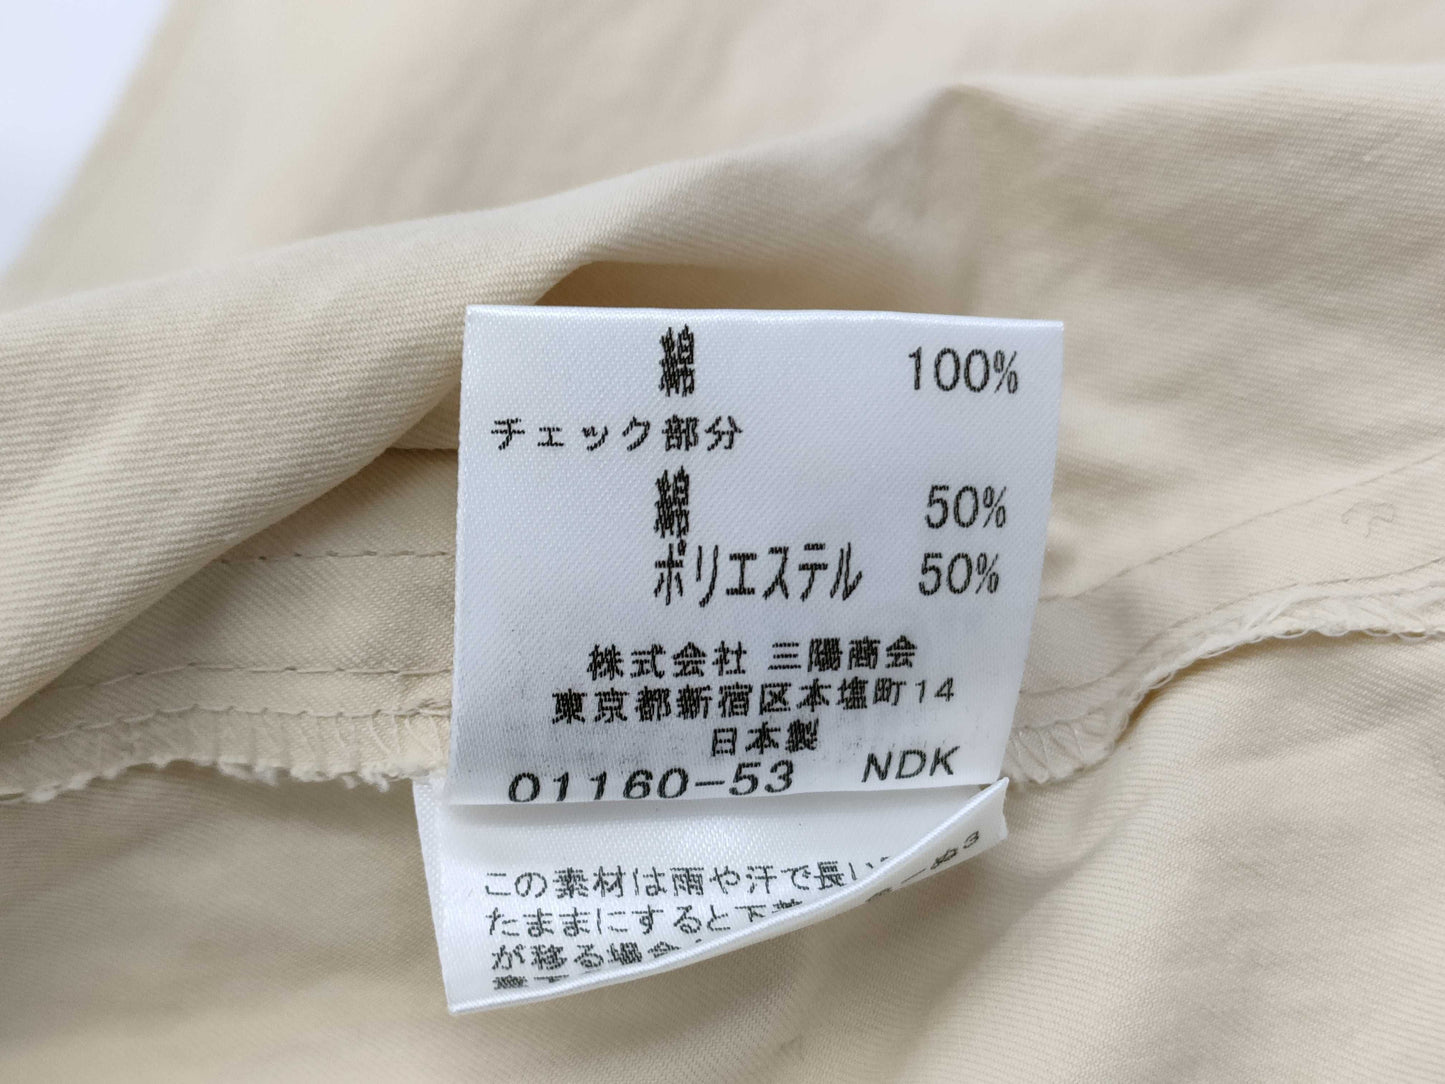 綿 100%
チェック部分
綿 50%
ポリエステル 50%
株式会社 三陽商会
東京都新宿区本塩町14
日本製
01160-53 NDK
この素材は雨や汗で長い
たままにすると下着
が移る場合